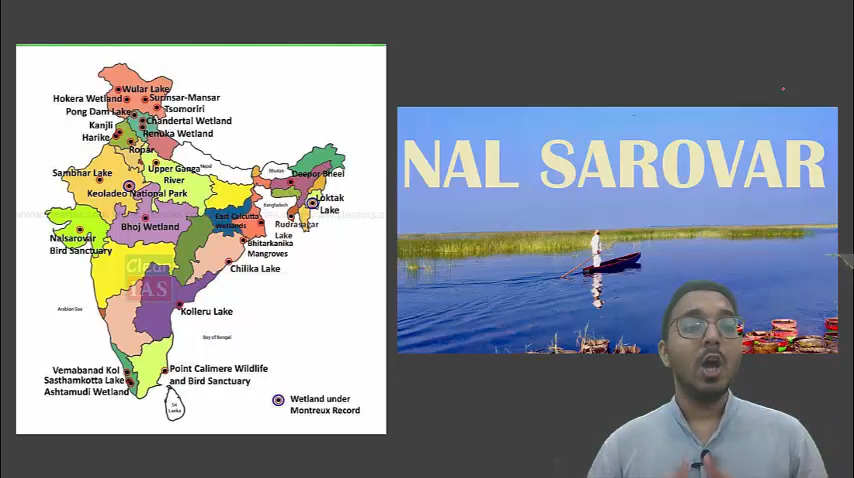 Wular Lake
Hokera Wetland
Surinsar-Mansar
Tsomoriri
Pong Dam Lake
Chandertal Wetland
Kanjli
Renuka Wetland
Harike
Ropar
Nepal
Sambhar Lake
Upper Ganga
River
Bhutan
Deepor Bheel
Keoladeo National Park
Bangladesh
Loktak
Lake
East Calcutta
Wetlands
Bhoj Wetland
Rudrasagar
Lake
Nalsarovar
Bird Sanctuary
Bhitarkanika
Mangroves
Clear
IAS
Chilika Lake
Arabian Sea
Kolleru Lake
Bay of Bengal
Vemabanad Kol
Sasthamkotta Lake
Ashtamudi Wetland
Point Calimere Wildlife
and Bird Sanctuary
Sri
Lanka
Wetland under
Montreux Record
NAL SAROVAR